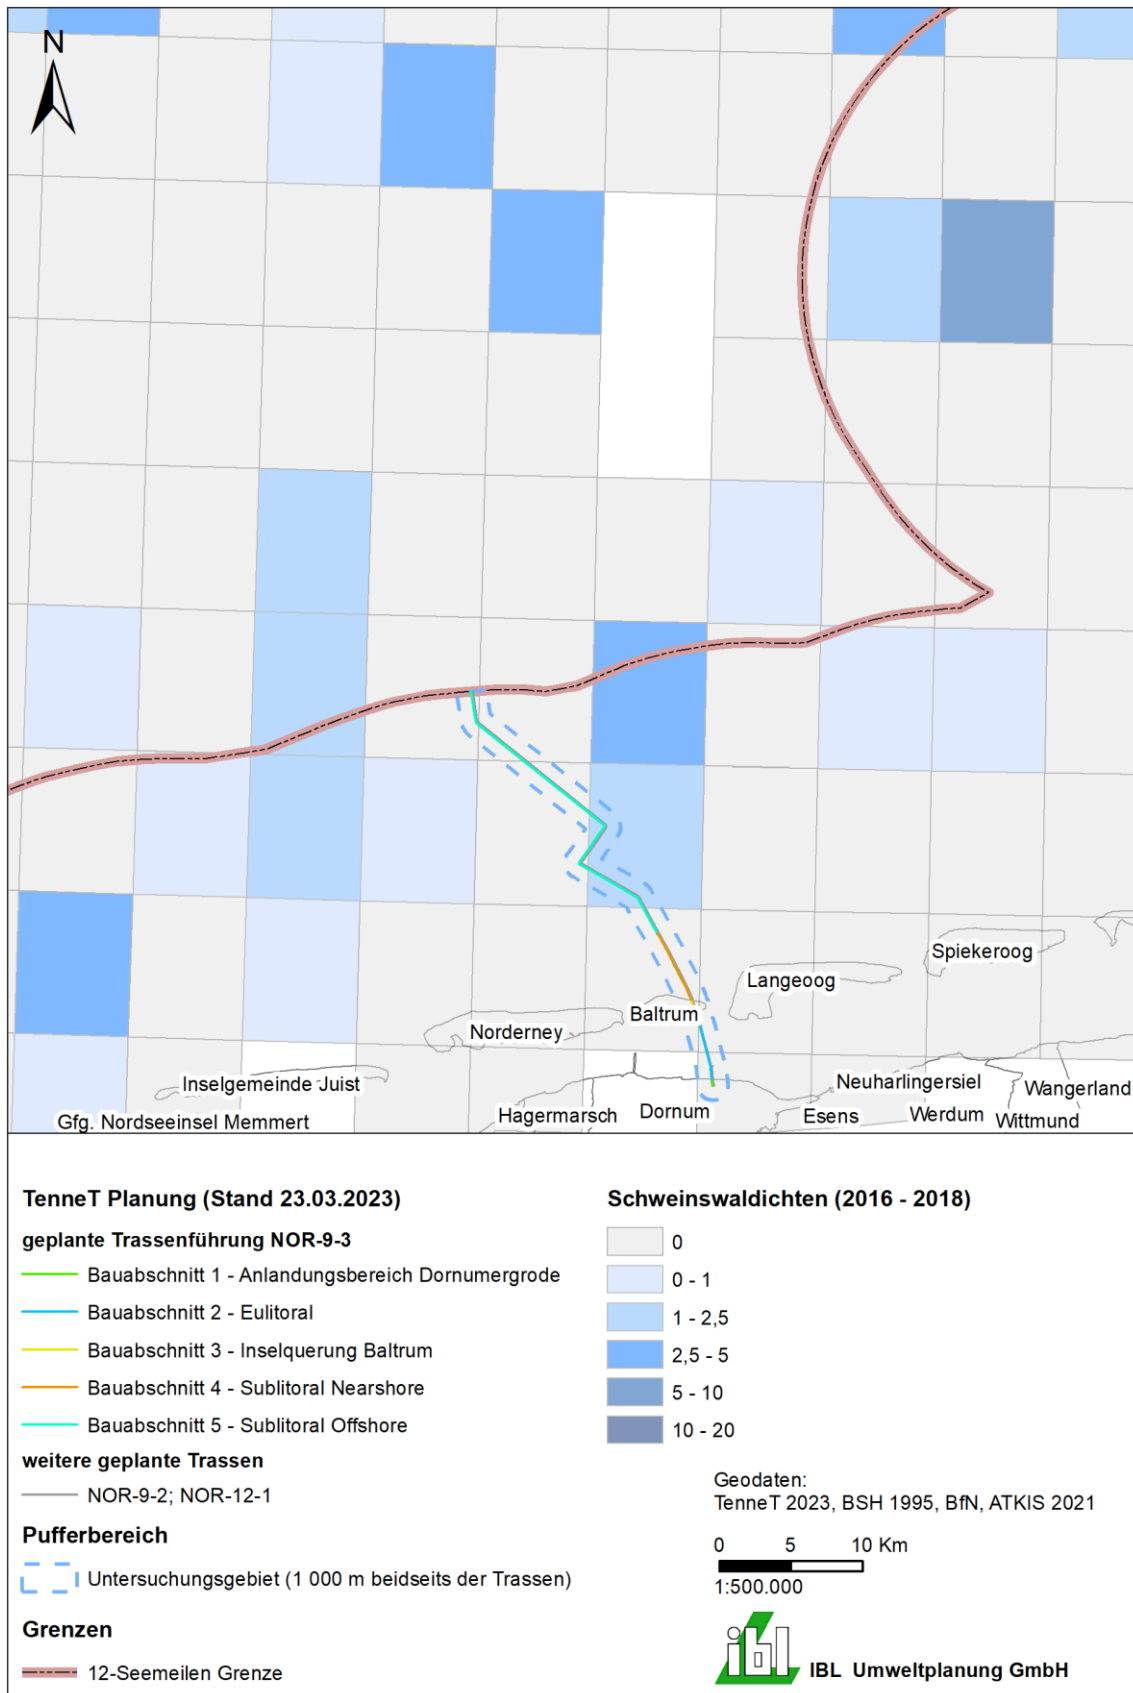 N
Spiekeroog
Langeoog
Baltrum
Norderney
Inselgemeinde Juist
Neuharlingersiel
Wangerland
Hagermarsch
Dornum
Esens
Werdum
Wittmund
Gfg. Nordseeinsel Memmert
TenneT Planung (Stand 23.03.2023)
geplante Trassenführung NOR-9-3
Bauabschnitt 1 - Anlandungsbereich Dornumergrode
Bauabschnitt 2 - Eulitoral
Bauabschnitt 3 - Inselquerung Baltrum
Bauabschnitt 4 - Sublitoral Nearshore
Bauabschnitt 5 - Sublitoral Offshore
weitere geplante Trassen
NOR-9-2; NOR-12-1
Pufferbereich
Untersuchungsgebiet (1 000 m beidseits der Trassen)
Grenzen
12-Seemeilen Grenze
Schweinswaldichten (2016 - 2018)
0
0 - 1
1 - 2,5
2,5 - 5
5 - 10
10 - 20
Geodaten:
TenneT 2023, BSH 1995, BfN, ATKIS 2021
0 5 10 Km
1:500.000
ibl
IBL Umweltplanung GmbH